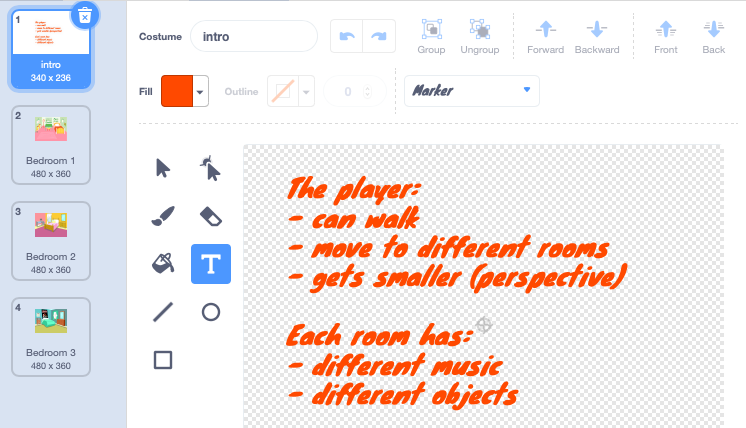 1
intro
340 x 236
2
Bedroom 1
480 x 360
3
Bedroom 2
480 x 360
4
Bedroom 3
480 x 360
Costume intro
Group Ungroup Forward Backward Front Back
Fill Outline 0 Marker
T
The player:
- can walk
- move to different rooms
- gets smaller (perspective)
Each room has:
- different music
- different objects